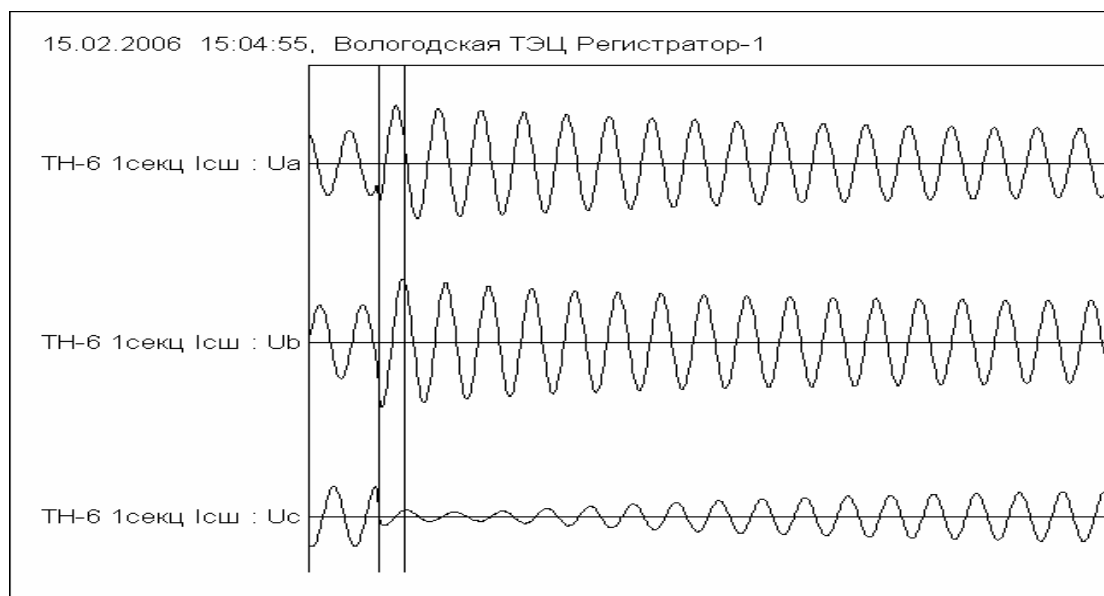 15.02.2006 15:04:55, Вологодская ТЭЦ Регистратор-1
ТН-6 1секц Iсш : Ua
ТН-6 1секц Iсш : Ub
ТН-6 1секц Iсш : Uc